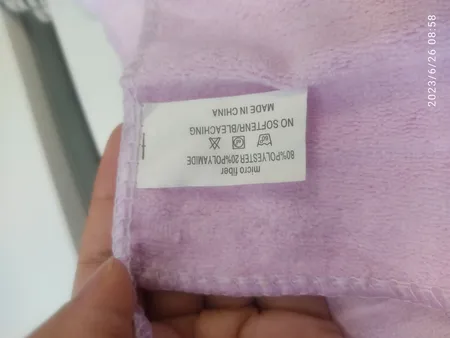 micro fiber
80%POLYESTER 20%POLYAMIDE
NO SOFTENR/BLEACHING
MADE IN CHINA
2023/6/26 08:58